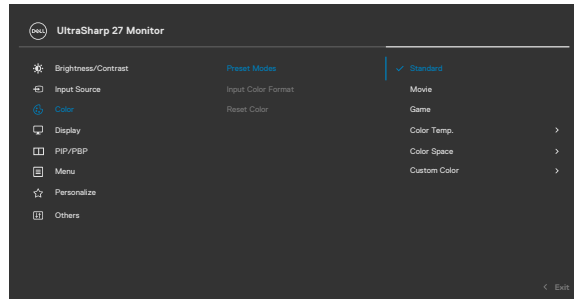 DELL UltraSharp 27 Monitor
Brightness/Contrast
Input Source
Color
Display
PIP/PBP
Menu
Personalize
Others
Preset Modes
Input Color Format
Reset Color
Standard
Movie
Game
Color Temp.
Color Space
Custom Color
Exit